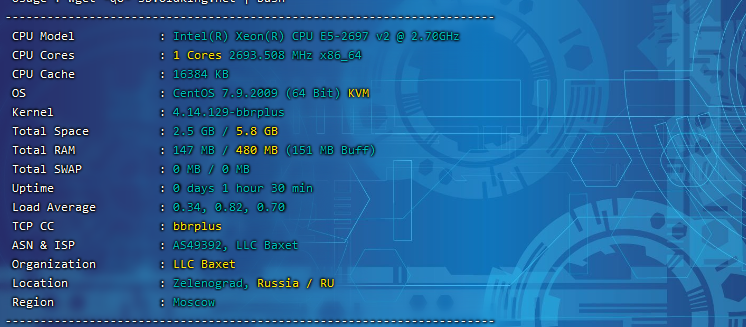 Usage : wget -qO- | bash
----------------------------------------------------------------------
CPU Model : Intel(R) Xeon(R) CPU E5-2697 v2 @ 2.70GHz
CPU Cores : 1 Cores 2693.508 MHz x86_64
CPU Cache : 16384 KB
OS : CentOS 7.9.2009 (64 Bit) KVM
Kernel : 4.14.129-bbrplus
Total Space : 2.5 GB / 5.8 GB
Total RAM : 147 MB / 480 MB (151 MB Buff)
Total SWAP : 0 MB / 0 MB
Uptime : 0 days 1 hour 30 min
Load Average : 0.34, 0.82, 0.70
TCP CC : bbrplus
ASN & ISP : AS49392, LLC Baxet
Organization : LLC Baxet
Location : Zelenograd, Russia / RU
Region : Moscow
----------------------------------------------------------------------